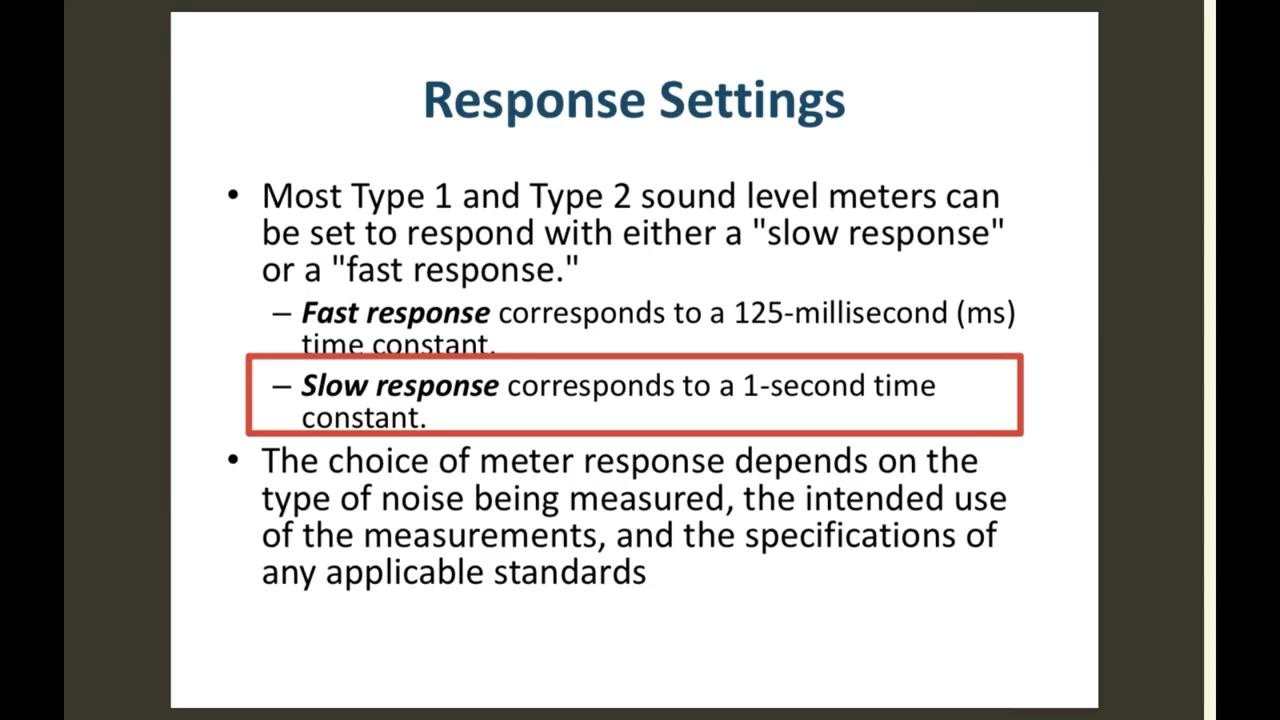 Response Settings
• Most Type 1 and Type 2 sound level meters can
be set to respond with either a "slow response"
or a "fast response."
– Fast response corresponds to a 125-millisecond (ms)
time constant.
– Slow response corresponds to a 1-second time
constant.
• The choice of meter response depends on the
type of noise being measured, the intended use
of the measurements, and the specifications of
any applicable standards